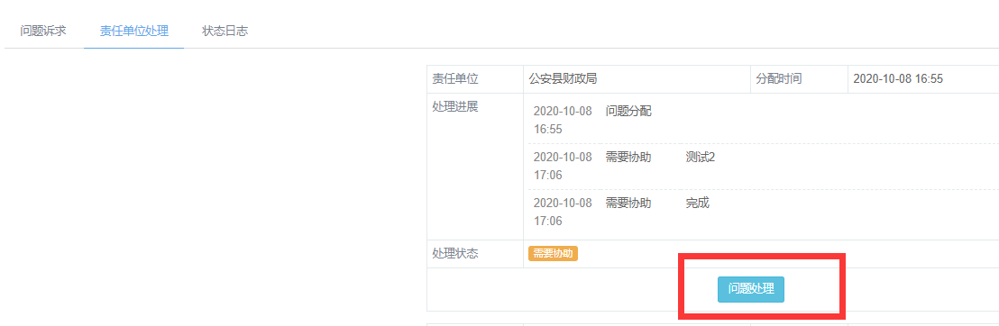 问题诉求 责任单位处理 状态日志
责任单位 公安县财政局 分配时间 2020-10-08 16:55
处理进展
2020-10-08 问题分配
16:55
2020-10-08 需要协助 测试2
17:06
2020-10-08 需要协助 完成
17:06
处理状态 需要协助
问题处理